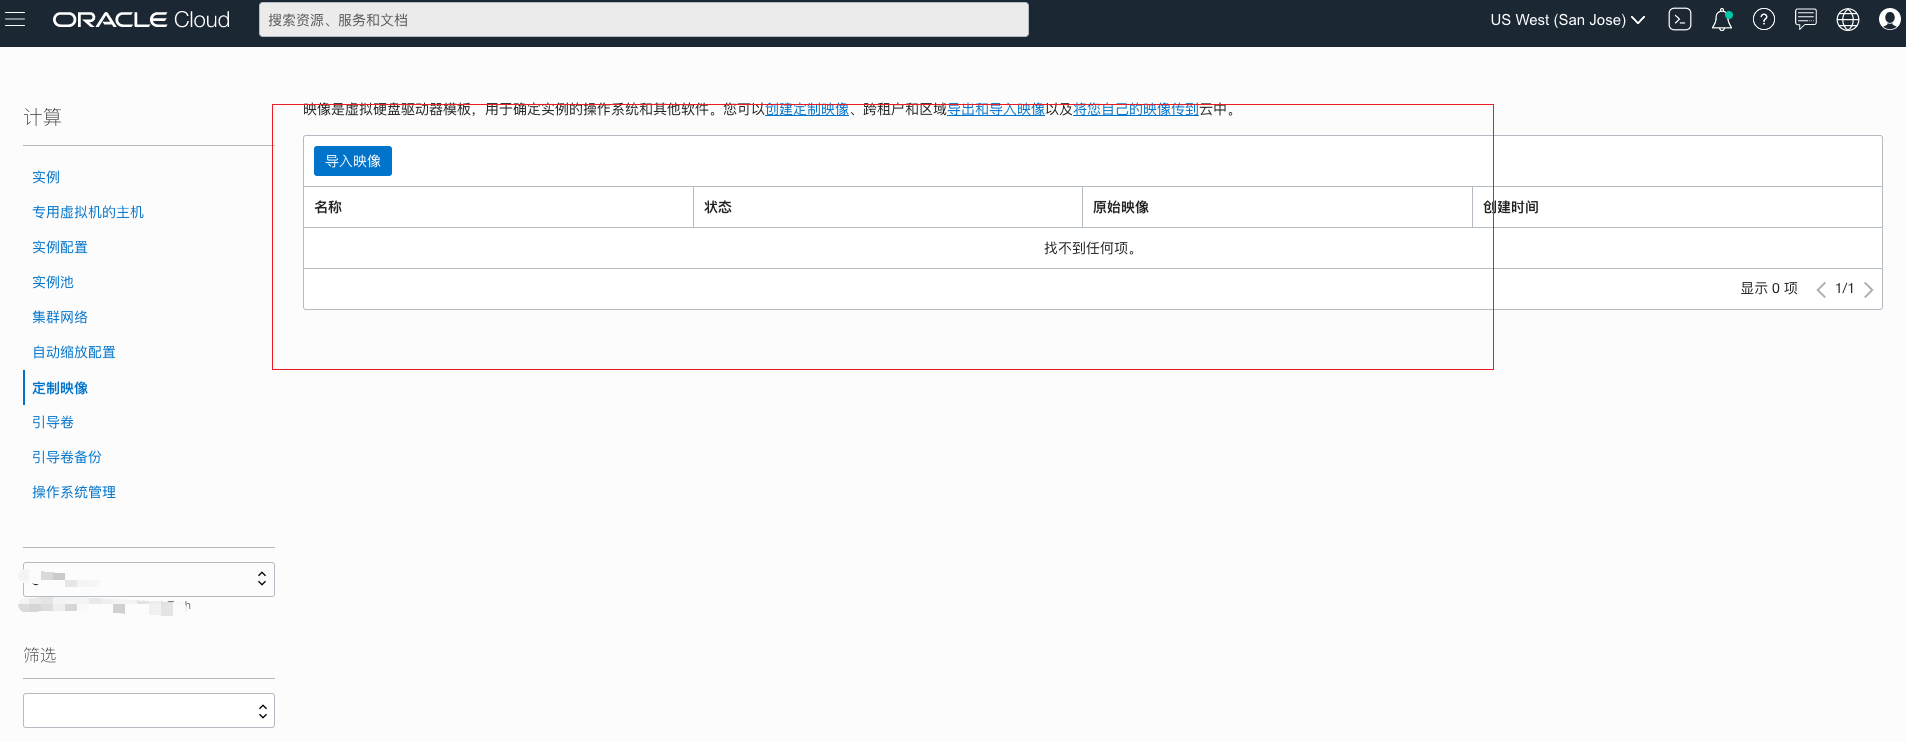 ORACLE Cloud
搜索资源、服务和文档
US West (San Jose)
计算
实例
专用虚拟机的主机
实例配置
实例池
集群网络
自动缩放配置
定制映像
引导卷
引导卷备份
操作系统管理
筛选
映像是虚拟硬盘驱动器模板，用于确定实例的操作系统和其他软件。您可以创建定制映像、跨租户和区域导出和导入映像以及将您自己的映像传到云中。
导入映像
名称 状态 原始映像 创建时间
找不到任何项。
显示 0 项 1/1